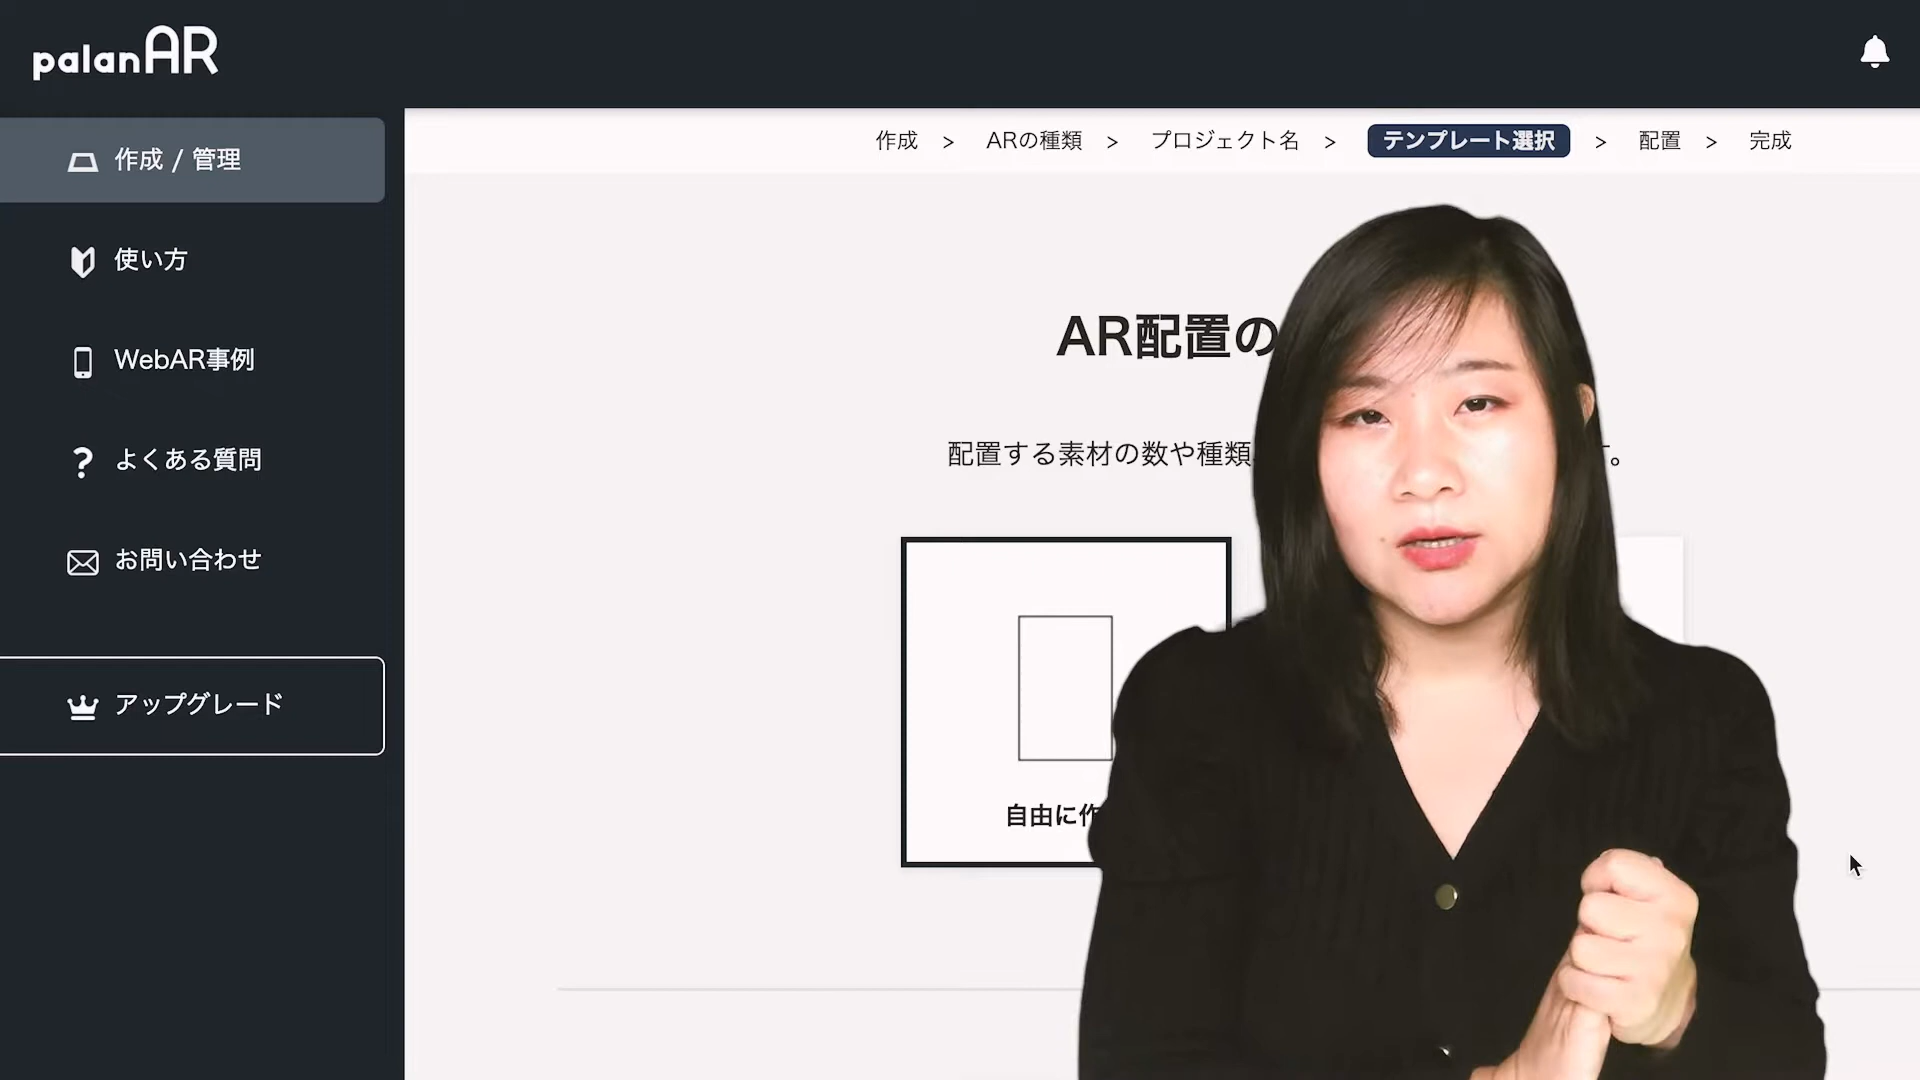 palanAR
作成 / 管理
使い方
WebAR事例
よくある質問
お問い合わせ
アップグレード
作成 > ARの種類 > プロジェクト名 > テンプレート選択 > 配置 > 完成
AR配置の
配置する素材の数や種類
。
自由に作